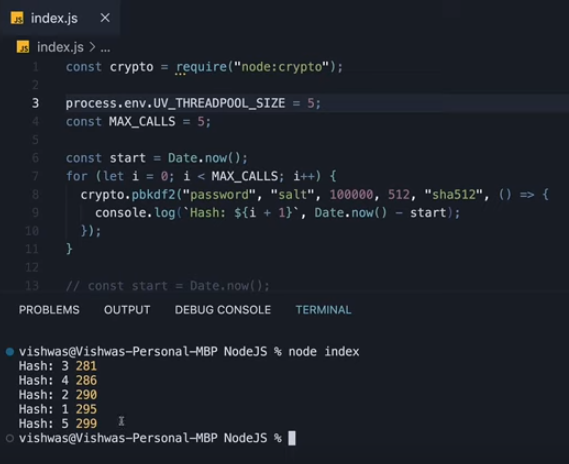 JS index.js ×
JS index.js > ...
1 const crypto = require("node:crypto");
2
3 process.env.UV_THREADPOOL_SIZE = 5;
4 const MAX_CALLS = 5;
5
6 const start = Date.now();
7 for (let i = 0; i < MAX_CALLS; i++) {
8 crypto.pbkdf2("password", "salt", 100000, 512, "sha512", () => {
9 console.log(`Hash: ${i + 1}`, Date.now() - start);
10 });
11 }
12
13 // const start = Date.now();
PROBLEMS OUTPUT DEBUG CONSOLE TERMINAL
vishwas@Vishwas-Personal-MBP NodeJS % node index
Hash: 3 281
Hash: 4 286
Hash: 2 290
Hash: 1 295
Hash: 5 299
vishwas@Vishwas-Personal-MBP NodeJS %